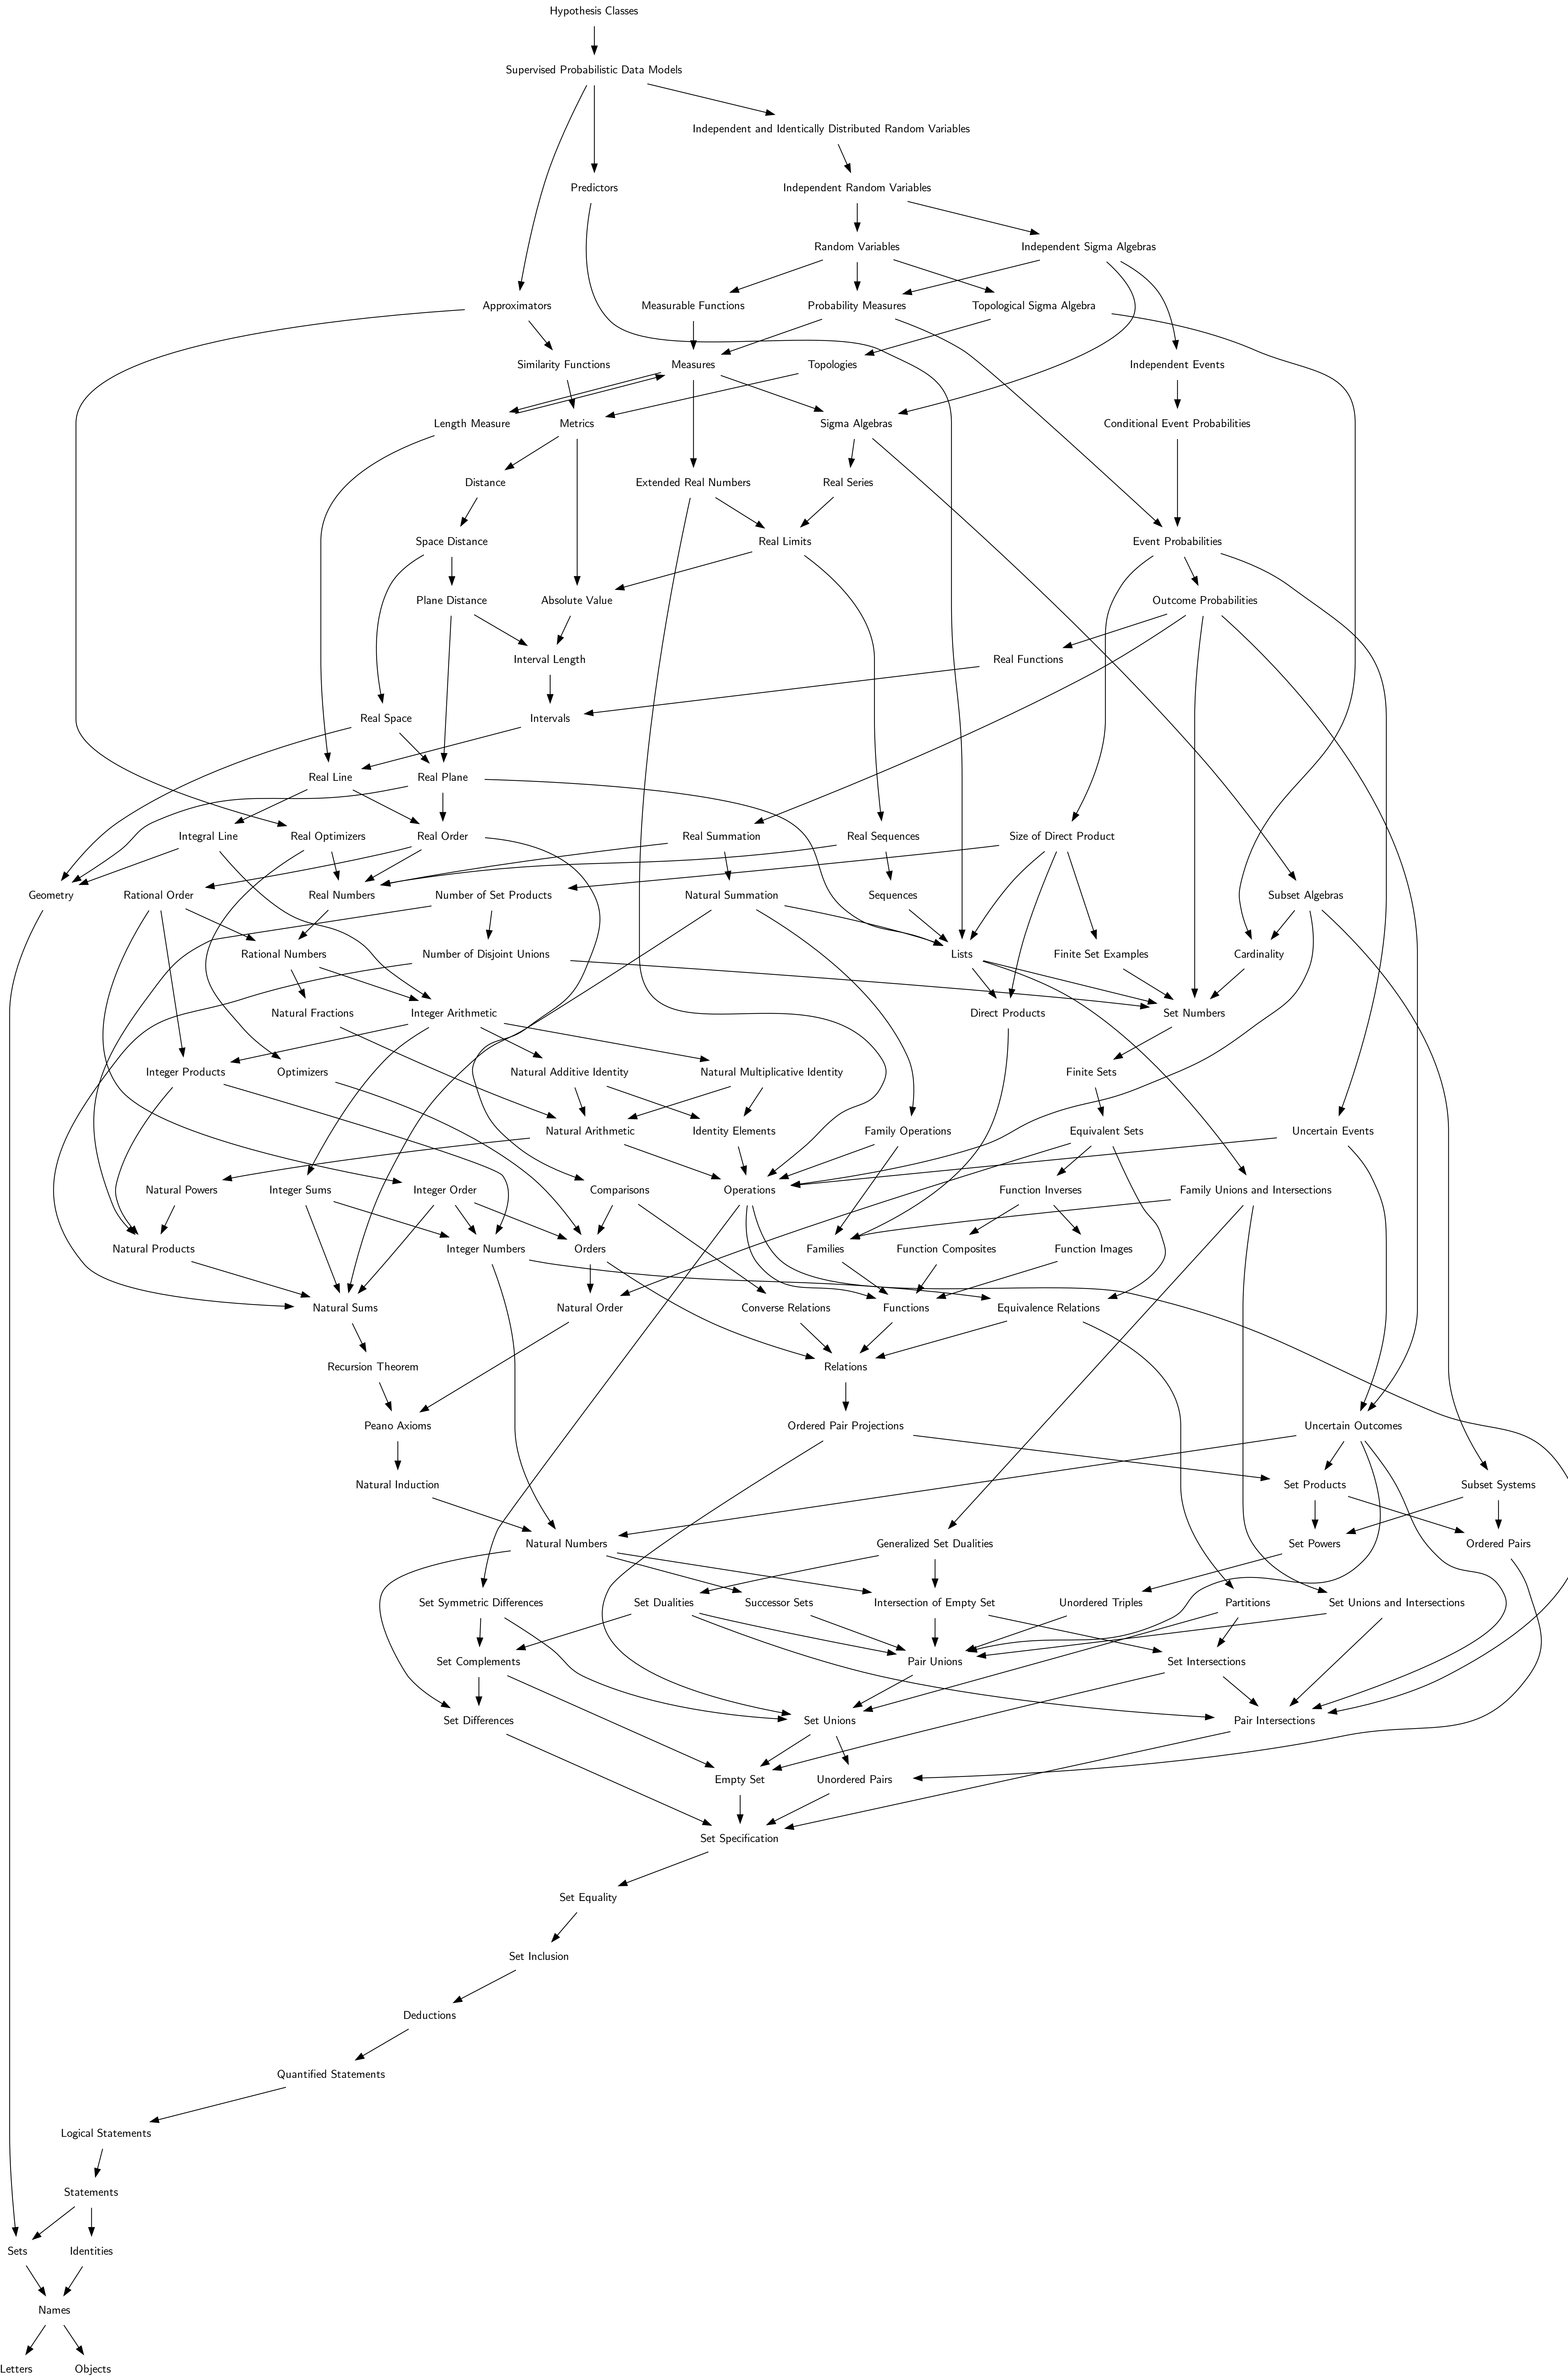 Hypothesis Classes
Supervised Probabilistic Data Models
Independent and Identically Distributed Random Variables
Predictors
Independent Random Variables
Random Variables
Independent Sigma Algebras
Approximators
Measurable Functions
Probability Measures
Topological Sigma Algebra
Similarity Functions
Measures
Topologies
Independent Events
Length Measure
Metrics
Sigma Algebras
Conditional Event Probabilities
Distance
Extended Real Numbers
Real Series
Space Distance
Real Limits
Event Probabilities
Plane Distance
Absolute Value
Outcome Probabilities
Interval Length
Real Functions
Real Space
Intervals
Real Line
Real Plane
Integral Line
Real Optimizers
Real Order
Real Summation
Real Sequences
Size of Direct Product
Geometry
Rational Order
Real Numbers
Number of Set Products
Natural Summation
Sequences
Subset Algebras
Rational Numbers
Number of Disjoint Unions
Lists
Finite Set Examples
Cardinality
Natural Fractions
Integer Arithmetic
Direct Products
Set Numbers
Integer Products
Optimizers
Natural Additive Identity
Natural Multiplicative Identity
Finite Sets
Natural Arithmetic
Identity Elements
Family Operations
Equivalent Sets
Uncertain Events
Natural Powers
Integer Sums
Integer Order
Comparisons
Operations
Function Inverses
Family Unions and Intersections
Natural Products
Integer Numbers
Orders
Families
Function Composites
Function Images
Natural Sums
Natural Order
Converse Relations
Functions
Equivalence Relations
Recursion Theorem
Relations
Peano Axioms
Ordered Pair Projections
Uncertain Outcomes
Natural Induction
Set Products
Subset Systems
Natural Numbers
Generalized Set Dualities
Set Powers
Ordered Pairs
Set Symmetric Differences
Set Dualities
Successor Sets
Intersection of Empty Set
Unordered Triples
Partitions
Set Unions and Intersections
Set Complements
Pair Unions
Set Intersections
Set Differences
Set Unions
Pair Intersections
Empty Set
Unordered Pairs
Set Specification
Set Equality
Set Inclusion
Deductions
Quantified Statements
Logical Statements
Statements
Sets
Identities
Names
Letters
Objects